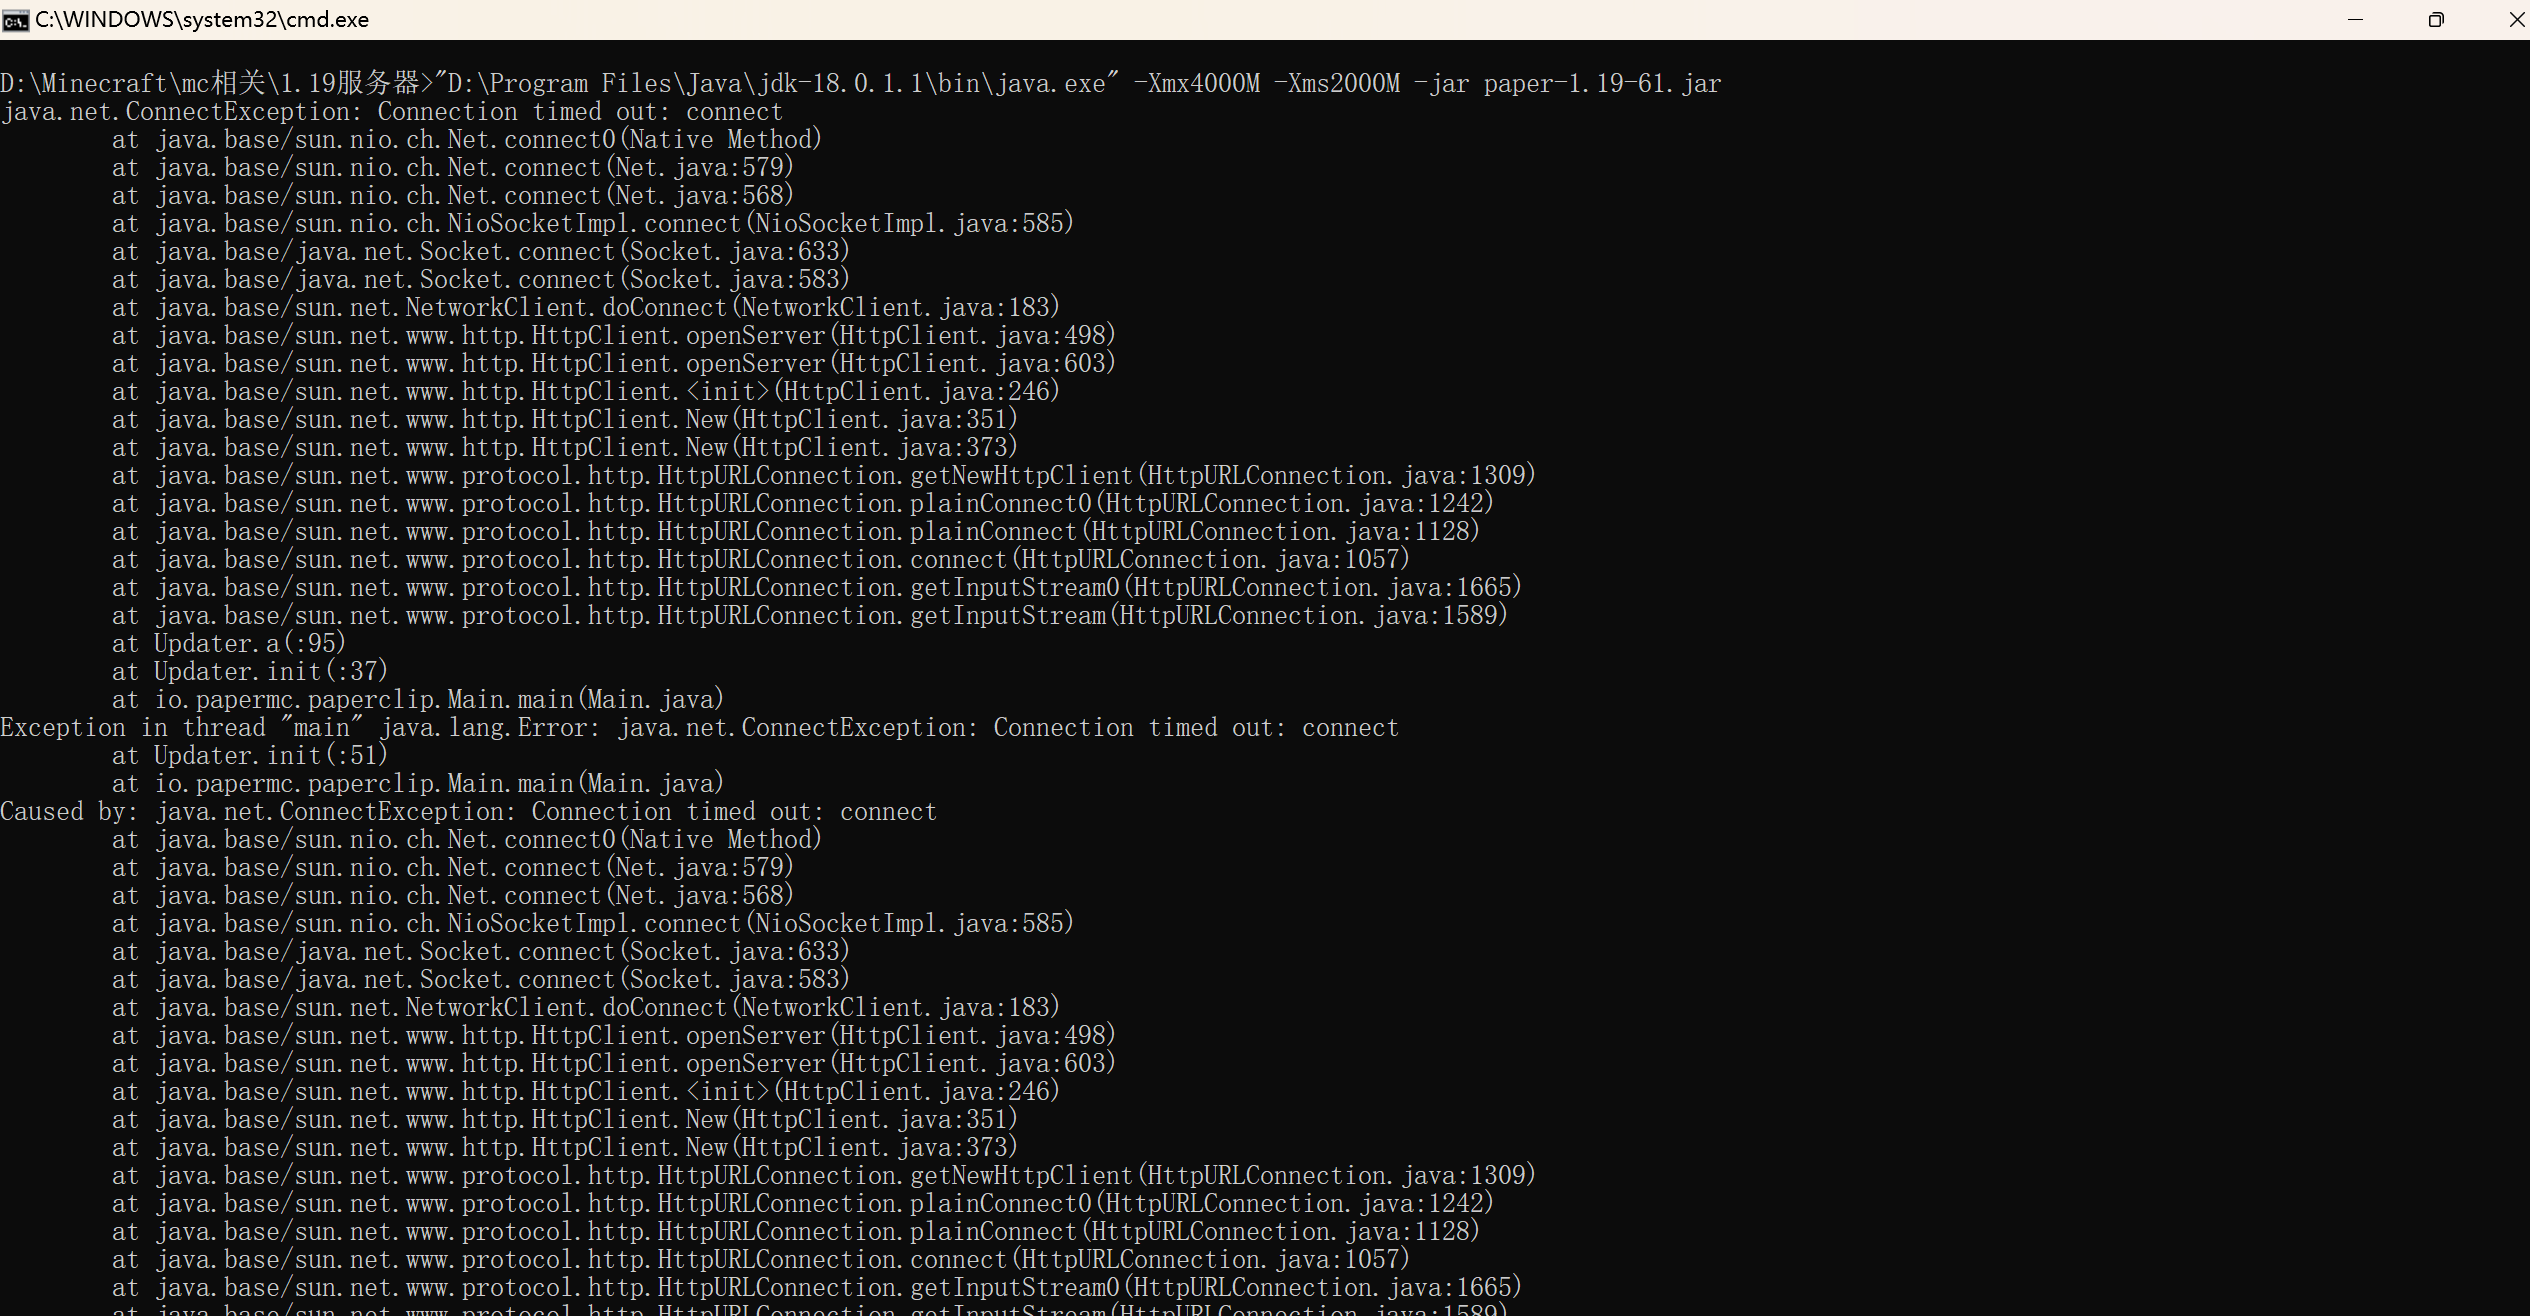 C:\WINDOWS\system32\cmd.exe
D:\Minecraft\mc相关\1.19服务器>"D:\Program Files\Java\jdk-18.0.1.1\bin\java.exe" -Xmx4000M -Xms2000M -jar paper-1.19-61.jar
java.net.ConnectException: Connection timed out: connect
at java.base/sun.nio.ch.Net.connect0(Native Method)
at java.base/sun.nio.ch.Net.connect(Net.java:579)
at java.base/sun.nio.ch.Net.connect(Net.java:568)
at java.base/sun.nio.ch.NioSocketImpl.connect(NioSocketImpl.java:585)
at java.base/java.net.Socket.connect(Socket.java:633)
at java.base/java.net.Socket.connect(Socket.java:583)
at java.base/sun.net.NetworkClient.doConnect(NetworkClient.java:183)
at java.base/sun.net.www.http.HttpClient.openServer(HttpClient.java:498)
at java.base/sun.net.www.http.HttpClient.openServer(HttpClient.java:603)
at java.base/sun.net.www.http.HttpClient.<init>(HttpClient.java:246)
at java.base/sun.net.www.http.HttpClient.New(HttpClient.java:351)
at java.base/sun.net.www.http.HttpClient.New(HttpClient.java:373)
at java.base/sun.net.www.protocol.http.HttpURLConnection.getNewHttpClient(HttpURLConnection.java:1309)
at java.base/sun.net.www.protocol.http.HttpURLConnection.plainConnect0(HttpURLConnection.java:1242)
at java.base/sun.net.www.protocol.http.HttpURLConnection.plainConnect(HttpURLConnection.java:1128)
at java.base/sun.net.www.protocol.http.HttpURLConnection.connect(HttpURLConnection.java:1057)
at java.base/sun.net.www.protocol.http.HttpURLConnection.getInputStream0(HttpURLConnection.java:1665)
at java.base/sun.net.www.protocol.http.HttpURLConnection.getInputStream(HttpURLConnection.java:1589)
at Updater.a(:95)
at Updater.init(:37)
at io.papermc.paperclip.Main.main(Main.java)
Exception in thread "main" java.lang.Error: java.net.ConnectException: Connection timed out: connect
at Updater.init(:51)
at io.papermc.paperclip.Main.main(Main.java)
Caused by: java.net.ConnectException: Connection timed out: connect
at java.base/sun.nio.ch.Net.connect0(Native Method)
at java.base/sun.nio.ch.Net.connect(Net.java:579)
at java.base/sun.nio.ch.Net.connect(Net.java:568)
at java.base/sun.nio.ch.NioSocketImpl.connect(NioSocketImpl.java:585)
at java.base/java.net.Socket.connect(Socket.java:633)
at java.base/java.net.Socket.connect(Socket.java:583)
at java.base/sun.net.NetworkClient.doConnect(NetworkClient.java:183)
at java.base/sun.net.www.http.HttpClient.openServer(HttpClient.java:498)
at java.base/sun.net.www.http.HttpClient.openServer(HttpClient.java:603)
at java.base/sun.net.www.http.HttpClient.<init>(HttpClient.java:246)
at java.base/sun.net.www.http.HttpClient.New(HttpClient.java:351)
at java.base/sun.net.www.http.HttpClient.New(HttpClient.java:373)
at java.base/sun.net.www.protocol.http.HttpURLConnection.getNewHttpClient(HttpURLConnection.java:1309)
at java.base/sun.net.www.protocol.http.HttpURLConnection.plainConnect0(HttpURLConnection.java:1242)
at java.base/sun.net.www.protocol.http.HttpURLConnection.plainConnect(HttpURLConnection.java:1128)
at java.base/sun.net.www.protocol.http.HttpURLConnection.connect(HttpURLConnection.java:1057)
at java.base/sun.net.www.protocol.http.HttpURLConnection.getInputStream0(HttpURLConnection.java:1665)
at java.base/sun.net.www.protocol.http.HttpURLConnection.getInputStream(HttpURLConnection.java:1589)